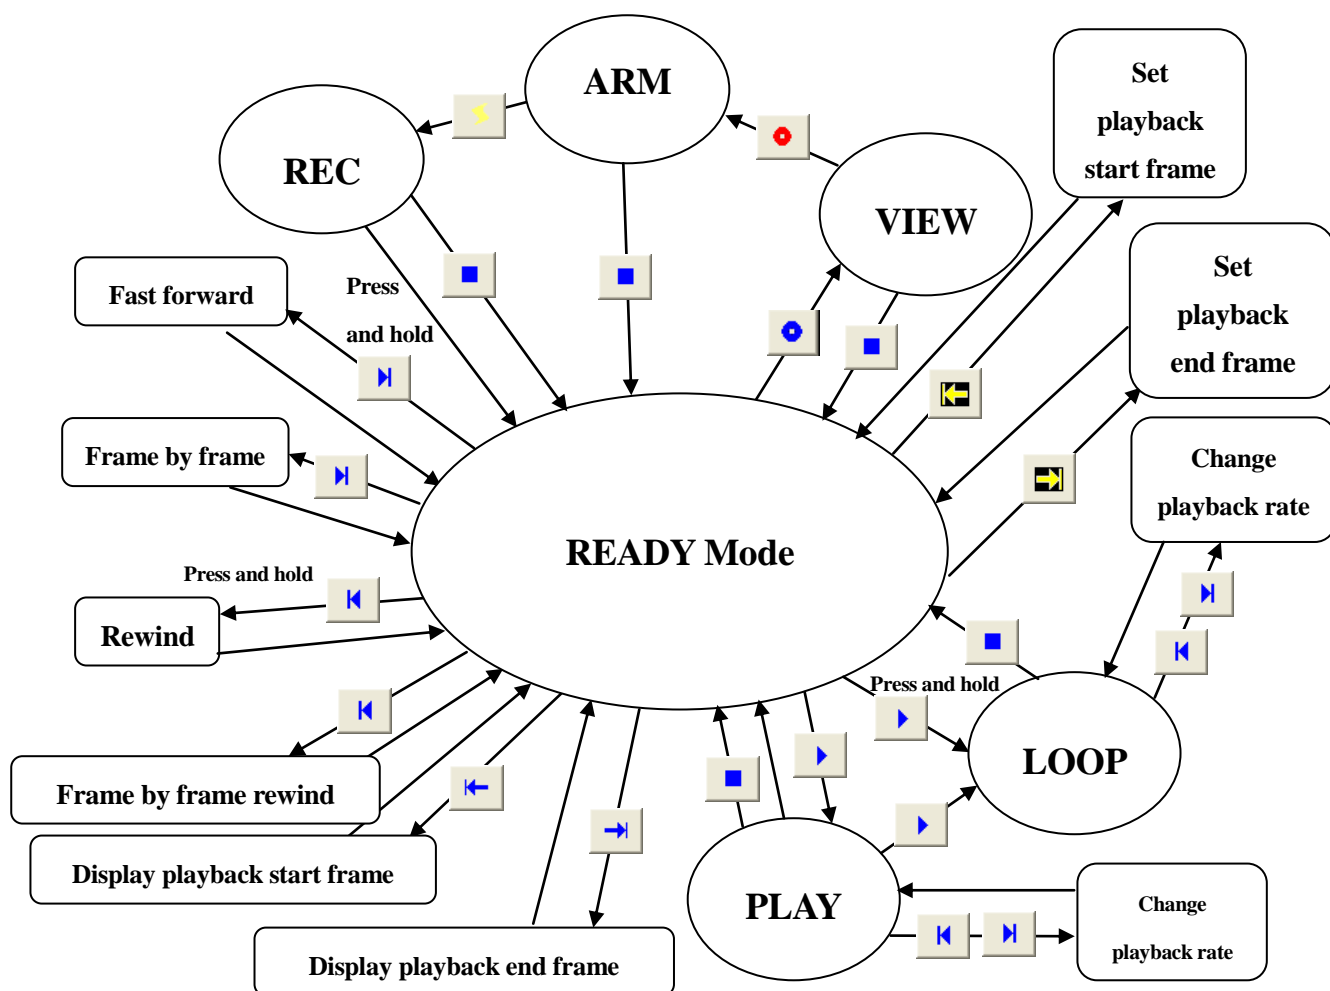 ARM
REC
VIEW
Set
playback
start frame
Set
playback
end frame
Fast forward
Press
and hold
Frame by frame
READY Mode
Change
playback rate
Press and hold
Rewind
Press and hold
LOOP
Frame by frame rewind
Display playback start frame
PLAY
Display playback end frame
Change
playback rate